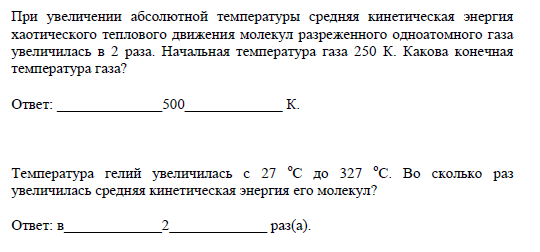 При увеличении абсолютной температуры средняя кинетическая энергия
хаотического теплового движения молекул разреженного одноатомного газа
увеличилась в 2 раза. Начальная температура газа 250 К. Какова конечная
температура газа?
Ответ: _______________500______________ К.
Температура гелий увеличилась с 27 °С до 327 °С. Во сколько раз
увеличилась средняя кинетическая энергия его молекул?
Ответ: в______________2______________ раз(а).